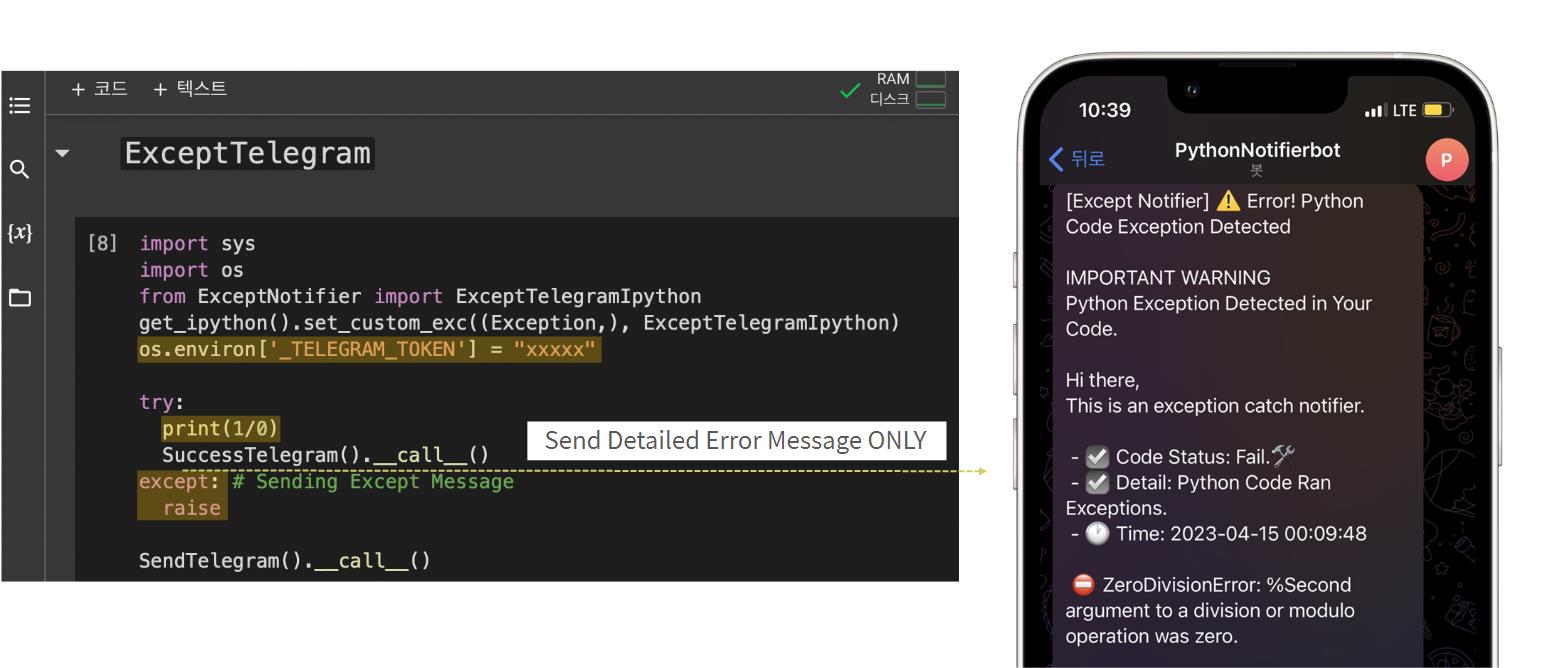 + 코드 + 텍스트
RAM
디스크
ExceptTelegram
{x}
[8] import sys
import os
from ExceptNotifier import ExceptTelegramIpython
get_ipython().set_custom_exc((Exception,), ExceptTelegramIpython)
os.environ['_TELEGRAM_TOKEN'] = "xxxxx"
try:
print(1/0)
SuccessTelegram().__call__()
except: # Sending Except Message
raise
SendTelegram().__call__()
Send Detailed Error Message ONLY
10:39
LTE
뒤로
PythonNotifierbot
봇
P
[Except Notifier] ⚠️ Error! Python
Code Exception Detected
IMPORTANT WARNING
Python Exception Detected in Your
Code.
Hi there,
This is an exception catch notifier.
- ☑️ Code Status: Fail.🛠
- ☑️ Detail: Python Code Ran
Exceptions.
- 🕐 Time: 2023-04-15 00:09:48
⛔ ZeroDivisionError: %Second
argument to a division or modulo
operation was zero.